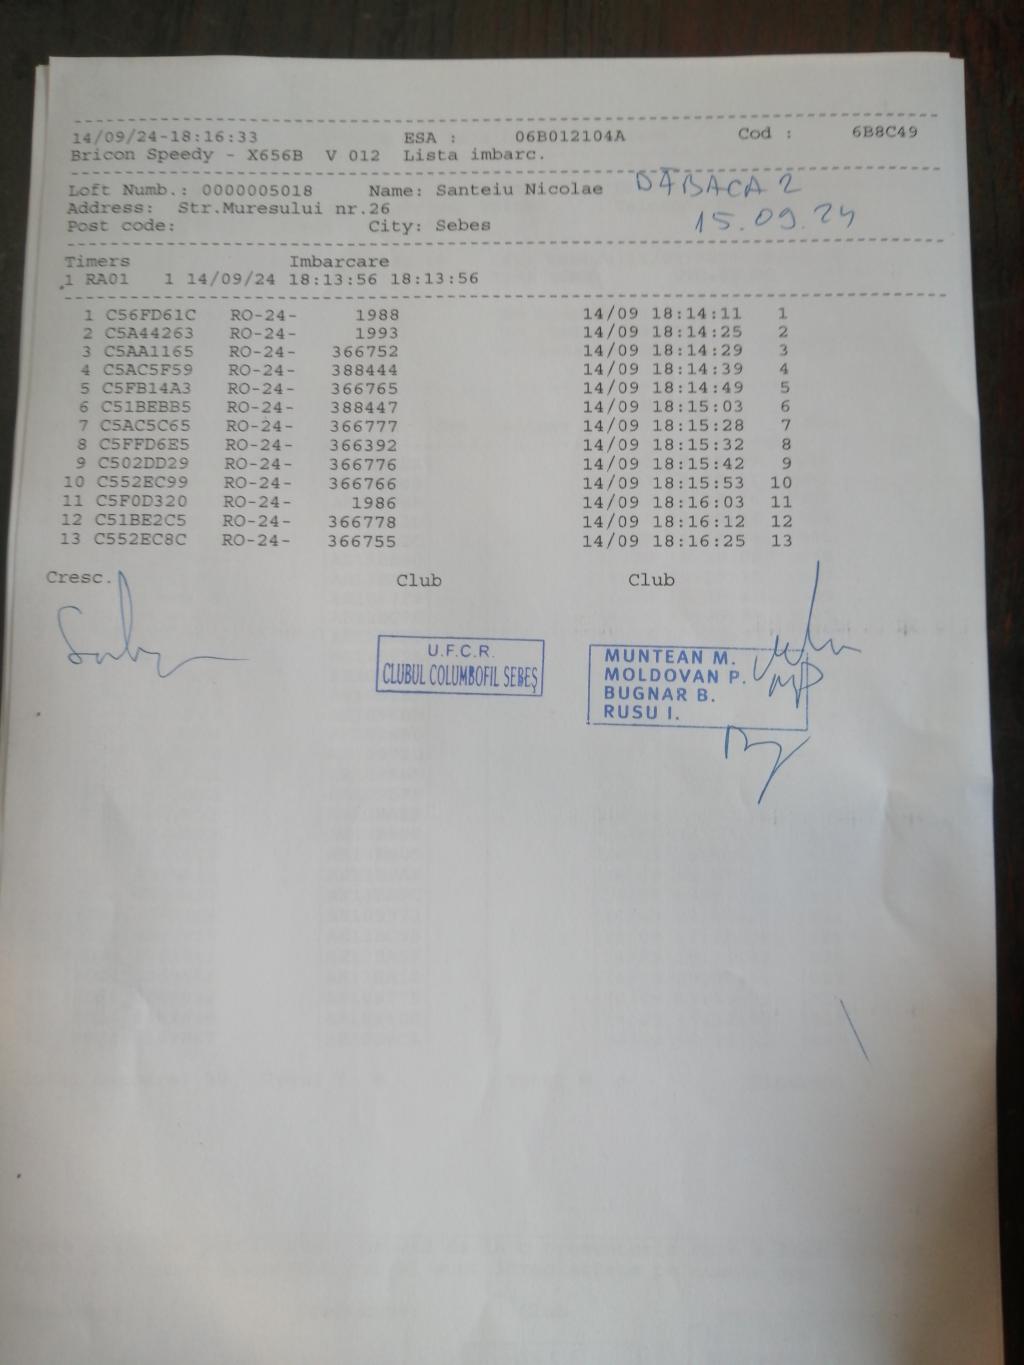 14/09/24-18:16:33 ESA : 06B012104A Cod : 6B8C49
Bricon Speedy - X656B V 012 Lista imbarc.
Loft Numb.: 0000005018 Name: Santeiu Nicolae DĂBACA 2
Address: Str.Muresului nr.26
Post code: City: Sebes 15.09.24
Timers Imbarcare
1 RA01 1 14/09/24 18:13:56 18:13:56
1 C56FD61C RO-24- 1988 14/09 18:14:11 1
2 C5A44263 RO-24- 1993 14/09 18:14:25 2
3 C5AA1165 RO-24- 366752 14/09 18:14:29 3
4 C5AC5F59 RO-24- 388444 14/09 18:14:39 4
5 C5FB14A3 RO-24- 366765 14/09 18:14:49 5
6 C51BEBB5 RO-24- 388447 14/09 18:15:03 6
7 C5AC5C65 RO-24- 366777 14/09 18:15:28 7
8 C5FFD6E5 RO-24- 366392 14/09 18:15:32 8
9 C502DD29 RO-24- 366776 14/09 18:15:42 9
10 C552EC99 RO-24- 366766 14/09 18:15:53 10
11 C5F0D320 RO-24- 1986 14/09 18:16:03 11
12 C51BE2C5 RO-24- 366778 14/09 18:16:12 12
13 C552EC8C RO-24- 366755 14/09 18:16:25 13
Cresc. Club Club
U.F.C.R.
CLUBUL COLUMBOFIL SEBEȘ
MUNTEAN M.
MOLDOVAN P.
BUGNAR B.
RUSU I.